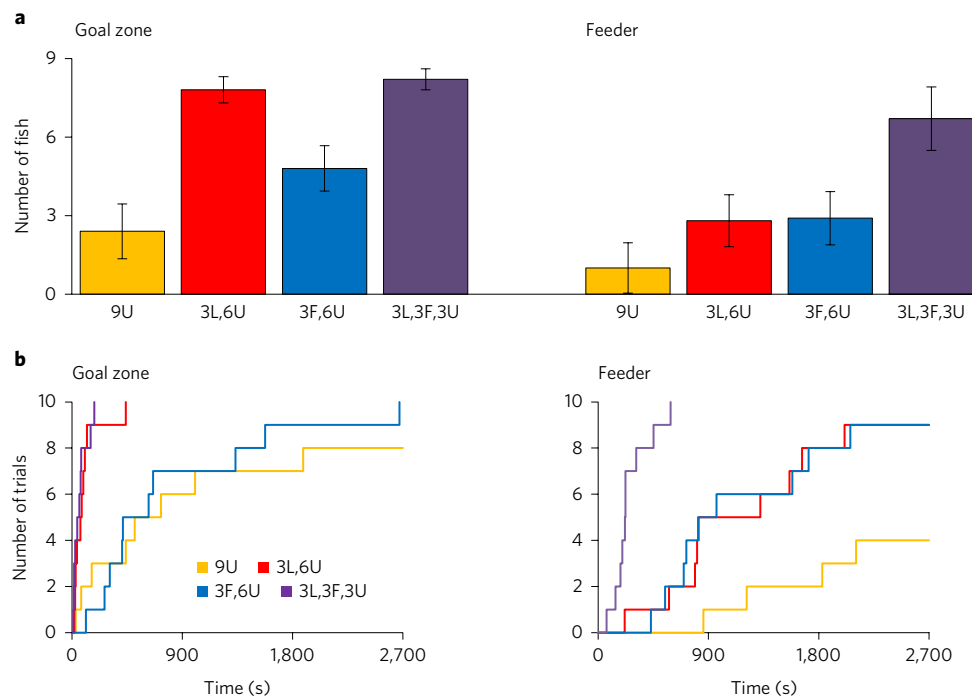 a
Goal zone
Feeder
Number of fish
9
6
3
0
9U
3L,6U
3F,6U
3L,3F,3U
9U
3L,6U
3F,6U
3L,3F,3U
b
Goal zone
Feeder
Number of trials
10
8
6
4
2
0
9U
3L,6U
3F,6U
3L,3F,3U
0
900
1,800
2,700
Time (s)
10
8
6
4
2
0
0
900
1,800
2,700
Time (s)